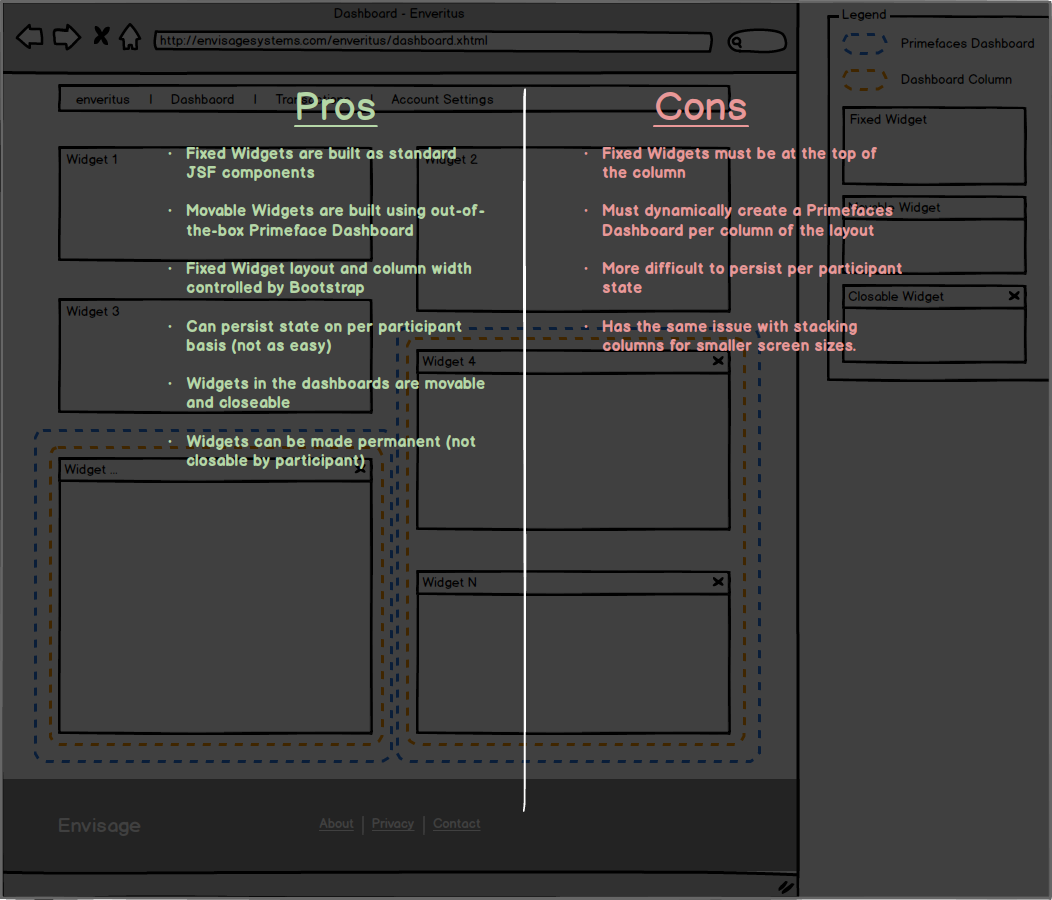 Dashboard - Enveritus
http://envisagesystems.com/enveritus/dashboard.xhtml
enveritus | Dashbaord | Transactions | Account Settings
Pros
· Fixed Widgets are built as standard
JSF components
· Movable Widgets are built using out-of-
the-box Primeface Dashboard
· Fixed Widget layout and column width
controlled by Bootstrap
· Can persist state on per participant
basis (not as easy)
· Widgets in the dashboards are movable
and closeable
· Widgets can be made permanent (not
closable by participant)
Cons
· Fixed Widgets must be at the top of
the column
· Must dynamically create a Primefaces
Dashboard per column of the layout
· More difficult to persist per participant
state
· Has the same issue with stacking
columns for smaller screen sizes.
Widget 1
Widget 2
Widget 3
Widget 4
Widget ...
Widget N
Legend
Primefaces Dashboard
Dashboard Column
Fixed Widget
Movable Widget
Closable Widget
Envisage
About | Privacy | Contact